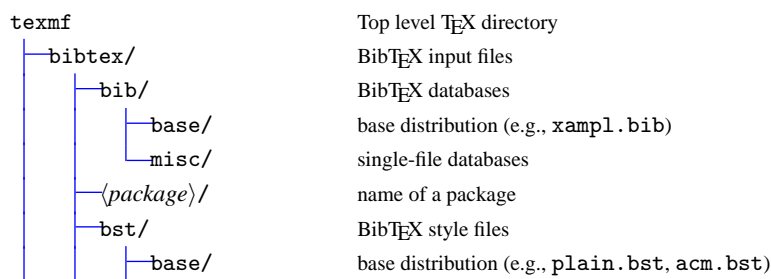 texmf Top level TEX directory
bibtex/ BibTEX input files
bib/ BibTEX databases
base/ base distribution (e.g., xampl.bib)
misc/ single-file databases
⟨package⟩/ name of a package
bst/ BibTEX style files
base/ base distribution (e.g., plain.bst, acm.bst)